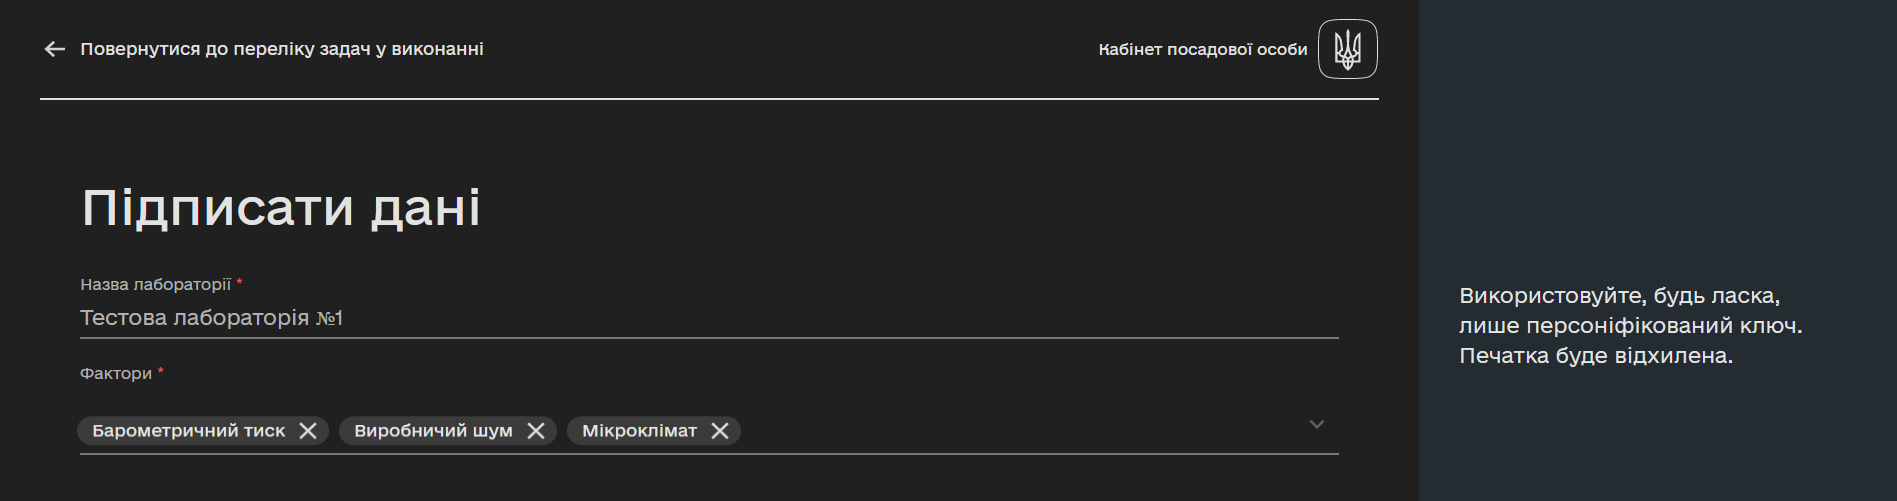 Повернутися до переліку задач у виконанні
Кабінет посадової особи
Підписати дані
Назва лабораторії *
Тестова лабораторія №1
Фактори *
Барометричний тиск
Виробничий шум
Мікроклімат
Використовуйте, будь ласка,
лише персоніфікований ключ.
Печатка буде відхилена.